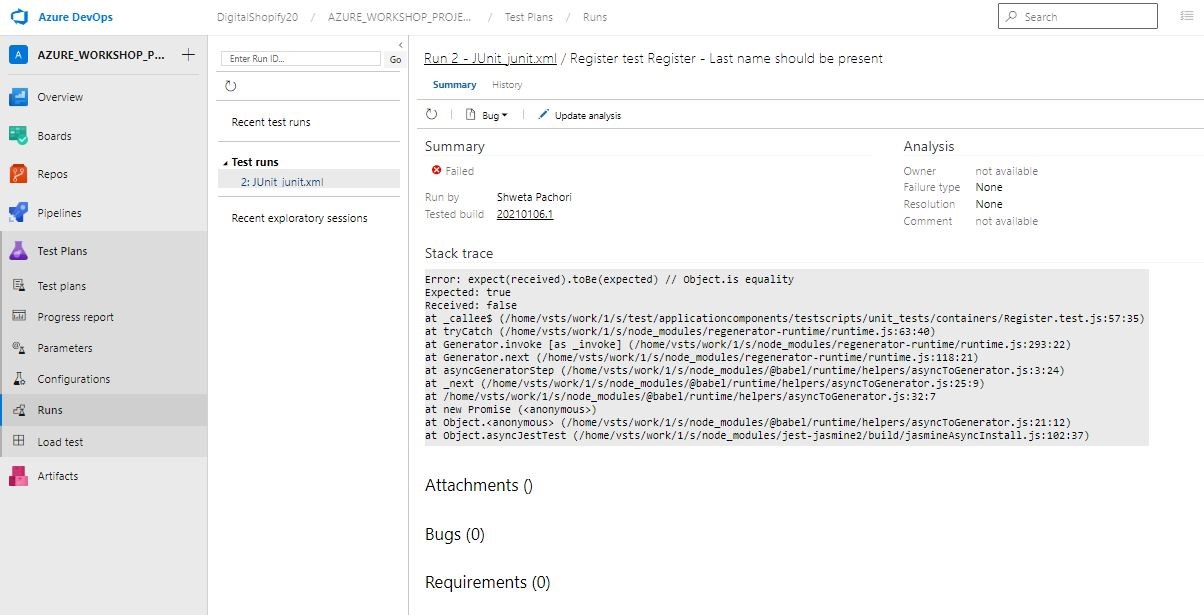 Azure DevOps
DigitalShopify20 / AZURE_WORKSHOP_PROJE... / Test Plans / Runs
Search
A AZURE_WORKSHOP_P...
Overview
Boards
Repos
Pipelines
Test Plans
Test plans
Progress report
Parameters
Configurations
Runs
Load test
Artifacts
Enter Run ID... Go
Recent test runs
Test runs
2: JUnit_junit.xml
Recent exploratory sessions
Run 2 - JUnit_junit.xml / Register test Register - Last name should be present
Summary History
Bug Update analysis
Summary
Failed
Run by Shweta Pachori
Tested build 20210106.1
Analysis
Owner not available
Failure type None
Resolution None
Comment not available
Stack trace
Error: expect(received).toBe(expected) // Object.is equality
Expected: true
Received: false
at _callee$ (/home/vsts/work/1/s/test/applicationcomponents/testscripts/unit_tests/containers/Register.test.js:57:35)
at tryCatch (/home/vsts/work/1/s/node_modules/regenerator-runtime/runtime.js:63:40)
at Generator.invoke [as _invoke] (/home/vsts/work/1/s/node_modules/regenerator-runtime/runtime.js:293:22)
at Generator.next (/home/vsts/work/1/s/node_modules/regenerator-runtime/runtime.js:118:21)
at asyncGeneratorStep (/home/vsts/work/1/s/node_modules/@babel/runtime/helpers/asyncToGenerator.js:3:24)
at _next (/home/vsts/work/1/s/node_modules/@babel/runtime/helpers/asyncToGenerator.js:25:9)
at /home/vsts/work/1/s/node_modules/@babel/runtime/helpers/asyncToGenerator.js:32:7
at new Promise (<anonymous>)
at Object.<anonymous> (/home/vsts/work/1/s/node_modules/@babel/runtime/helpers/asyncToGenerator.js:21:12)
at Object.asyncJestTest (/home/vsts/work/1/s/node_modules/jest-jasmine2/build/jasmineAsyncInstall.js:102:37)
Attachments ()
Bugs (0)
Requirements (0)